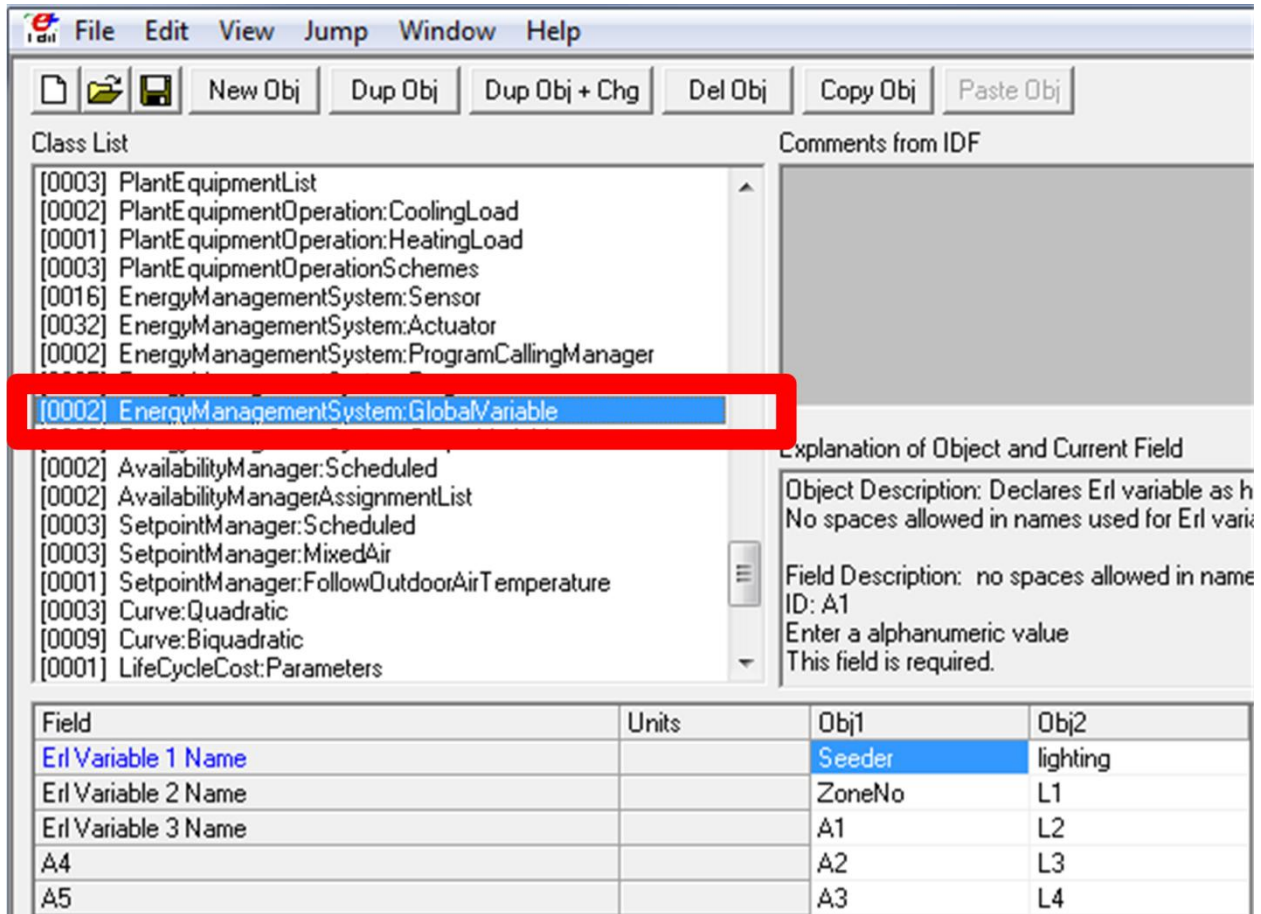 File Edit View Jump Window Help
New Obj Dup Obj Dup Obj + Chg Del Obj Copy Obj Paste Obj
Class List
[0003] PlantEquipmentList
[0002] PlantEquipmentOperation:CoolingLoad
[0001] PlantEquipmentOperation:HeatingLoad
[0003] PlantEquipmentOperationSchemes
[0016] EnergyManagementSystem:Sensor
[0032] EnergyManagementSystem:Actuator
[0002] EnergyManagementSystem:ProgramCallingManager
[0002] EnergyManagementSystem:GlobalVariable
[0002] AvailabilityManager:Scheduled
[0002] AvailabilityManagerAssignmentList
[0003] SetpointManager:Scheduled
[0003] SetpointManager:MixedAir
[0001] SetpointManager:FollowOutdoorAirTemperature
[0003] Curve:Quadratic
[0009] Curve:Biquadratic
[0001] LifeCycleCost:Parameters
Comments from IDF
Explanation of Object and Current Field
Object Description: Declares Erl variable as h
No spaces allowed in names used for Erl varia
Field Description: no spaces allowed in name
ID: A1
Enter a alphanumeric value
This field is required.
Field Units Obj1 Obj2
Erl Variable 1 Name Seeder lighting
Erl Variable 2 Name ZoneNo L1
Erl Variable 3 Name A1 L2
A4 A2 L3
A5 A3 L4